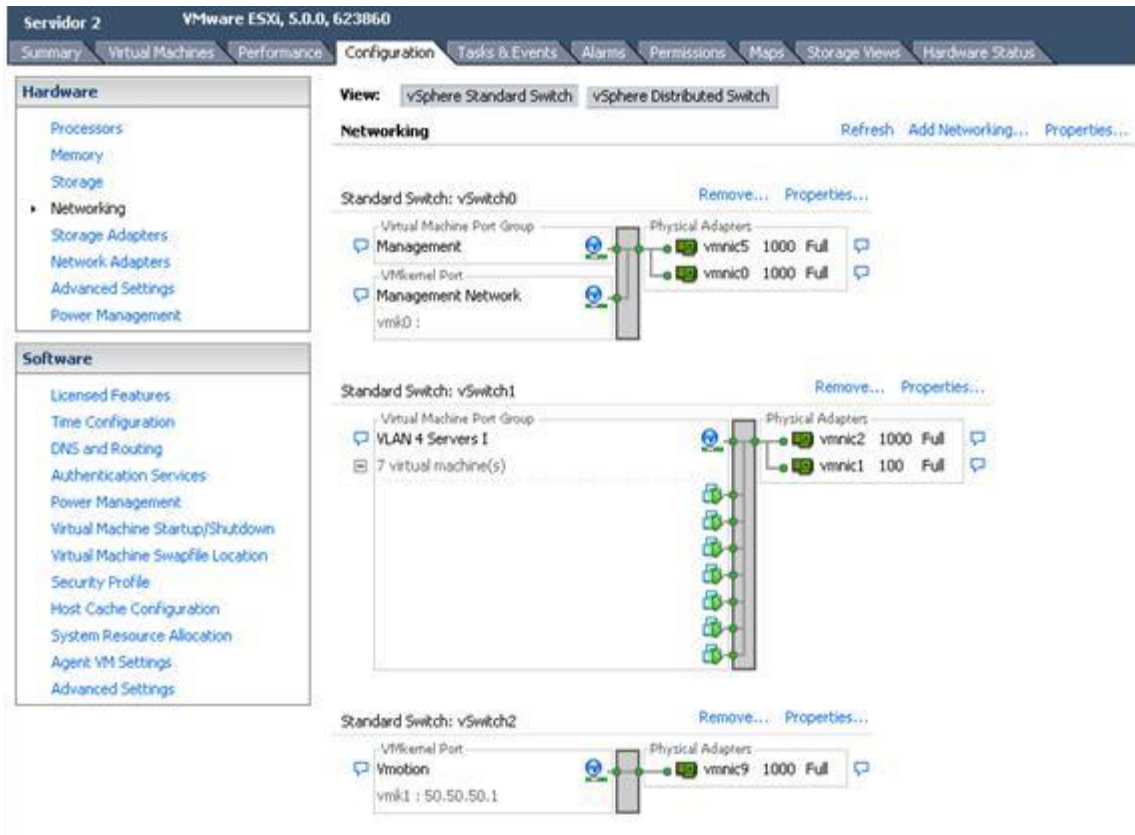 Servidor 2 VMware ESXi, 5.0.0, 623860
Summary Virtual Machines Performance Configuration Tasks & Events Alarms Permissions Maps Storage Views Hardware Status
Hardware
Processors
Memory
Storage
Networking
Storage Adapters
Network Adapters
Advanced Settings
Power Management
Software
Licensed Features
Time Configuration
DNS and Routing
Authentication Services
Power Management
Virtual Machine Startup/Shutdown
Virtual Machine Swapfile Location
Security Profile
Host Cache Configuration
System Resource Allocation
Agent VM Settings
Advanced Settings
View: vSphere Standard Switch vSphere Distributed Switch
Networking Refresh Add Networking... Properties...
Standard Switch: vSwitch0 Remove... Properties...
Virtual Machine Port Group Physical Adapters
Management vmnic5 1000 Full
vmnic0 1000 Full
VMkernel Port
Management Network
vmk0 :
Standard Switch: vSwitch1 Remove... Properties...
Virtual Machine Port Group Physical Adapters
VLAN 4 Servers I vmnic2 1000 Full
7 virtual machine(s) vmnic1 100 Full
Standard Switch: vSwitch2 Remove... Properties...
VMkernel Port Physical Adapters
Vmotion vmnic9 1000 Full
vmk1 : 50.50.50.1